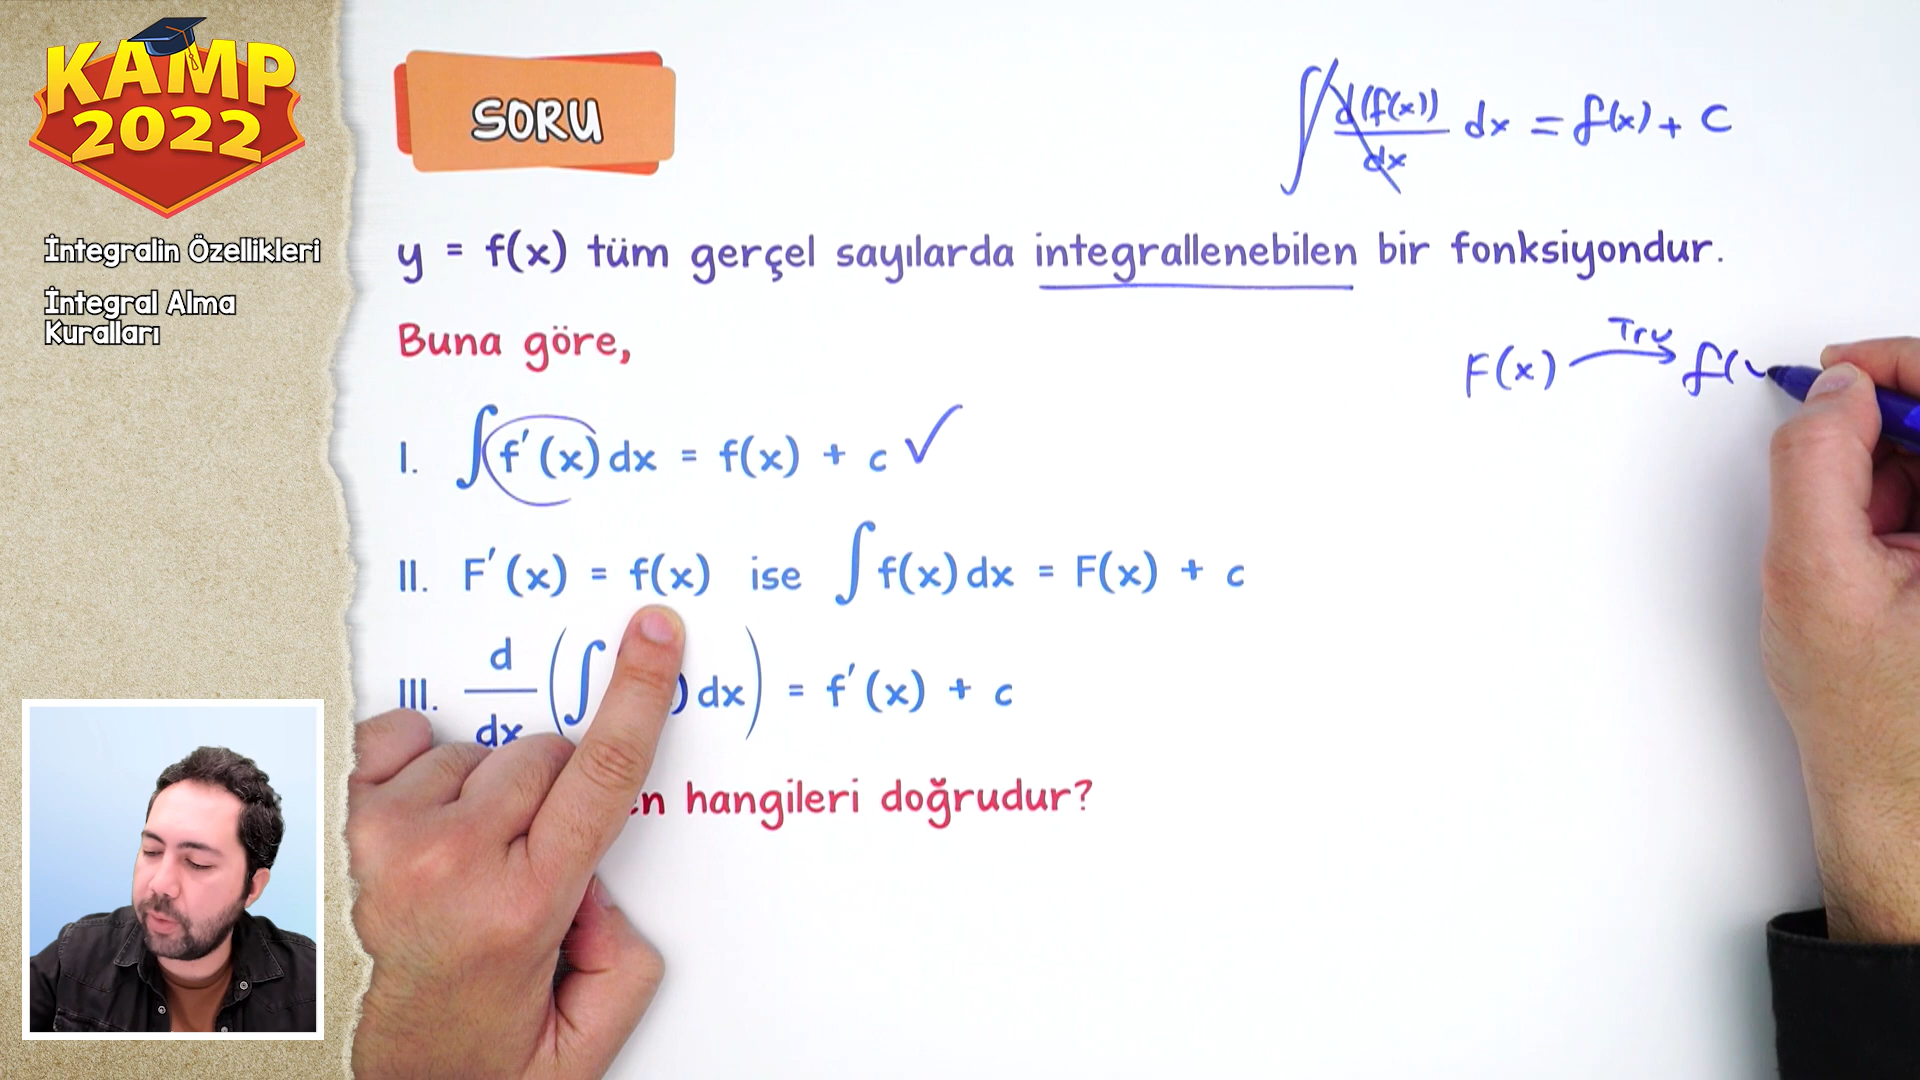 KAMP
2022
İntegralin Özellikleri
İntegral Alma
Kuralları
SORU
∫ d(f(x))/dx dx = f(x) + c
y = f(x) tüm gerçel sayılarda integrallenebilen bir fonksiyondur.
Buna göre,
F(x) → f(
I. ∫ f′(x) dx = f(x) + c ✓
II. F′(x) = f(x) ise ∫ f(x) dx = F(x) + c
III. d/dx (∫ ) dx) = f′(x) + c
hangileri doğrudur?